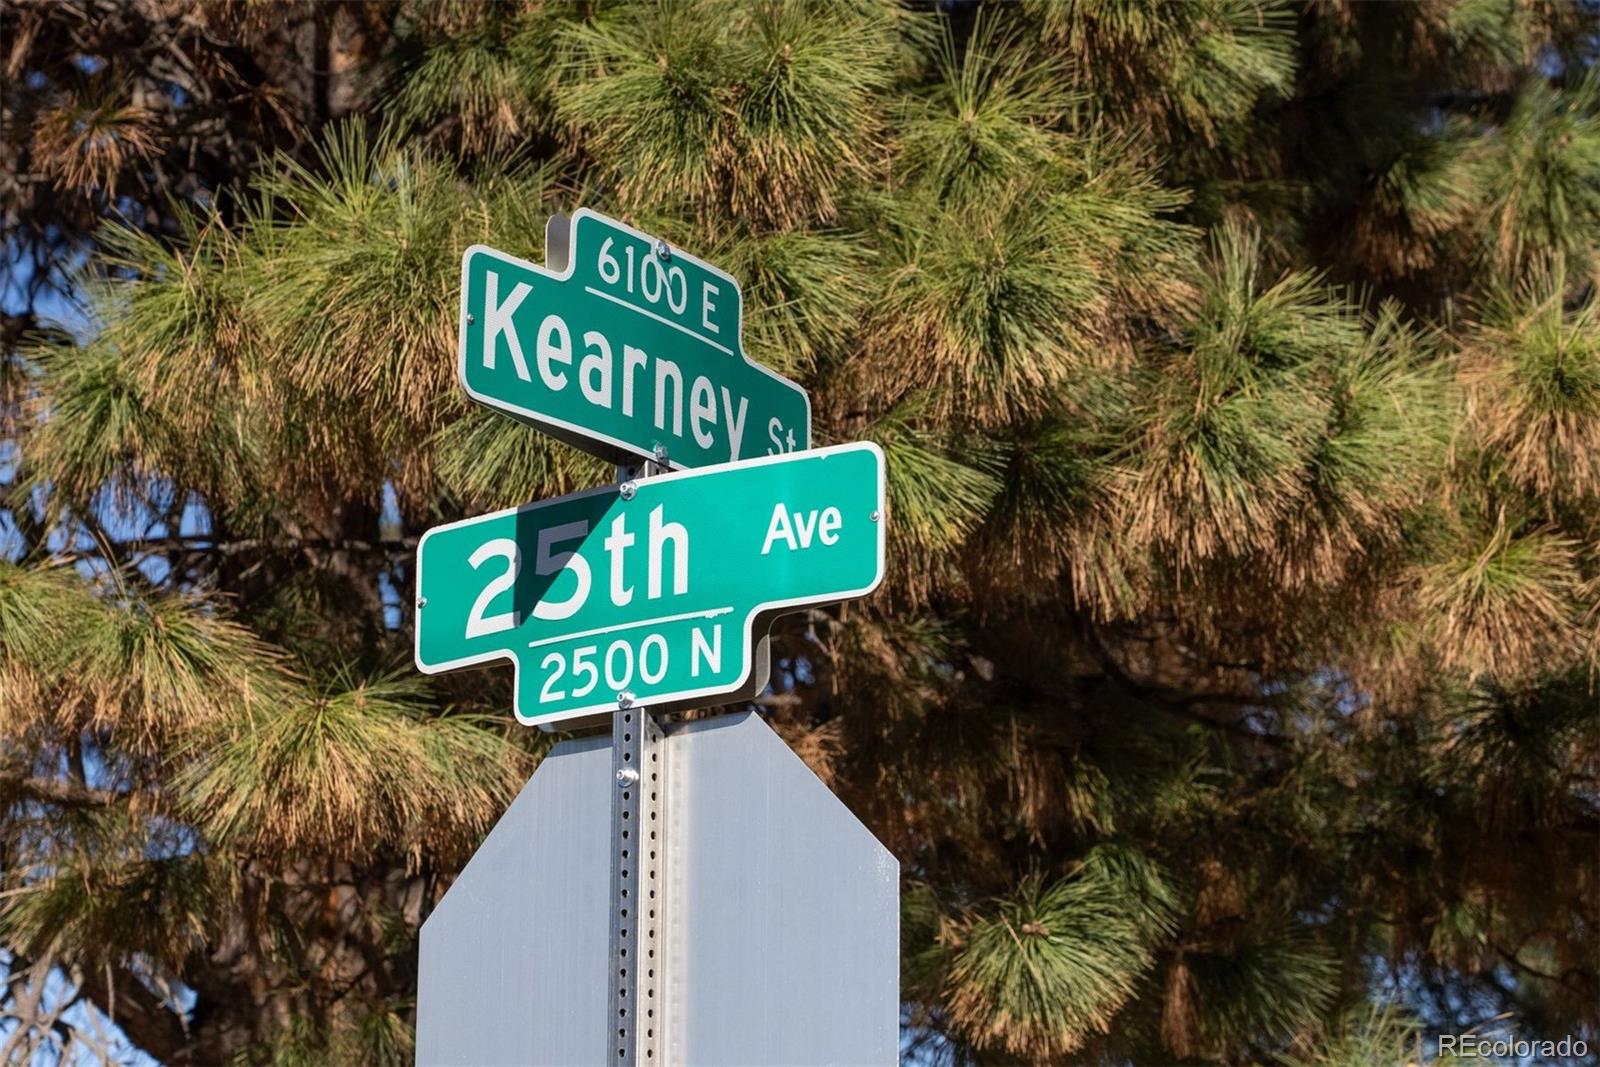 6100 E
Kearney St
25th Ave
2500 N
REcolorado